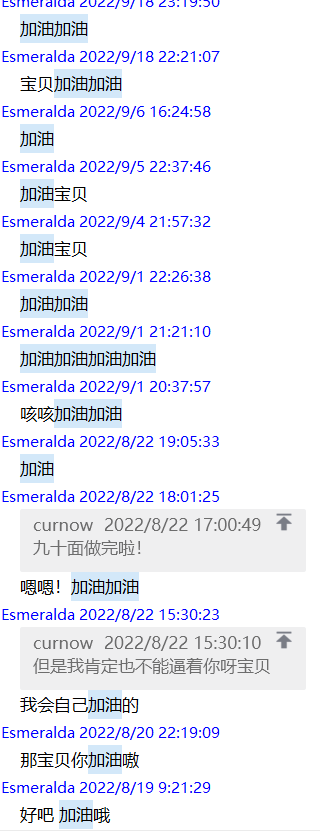 Esmeralda 2022/9/18 23:19:50
加油加油
Esmeralda 2022/9/18 22:21:07
宝贝加油加油
Esmeralda 2022/9/6 16:24:58
加油
Esmeralda 2022/9/5 22:37:46
加油宝贝
Esmeralda 2022/9/4 21:57:32
加油宝贝
Esmeralda 2022/9/1 22:26:38
加油加油
Esmeralda 2022/9/1 21:21:10
加油加油加油加油
Esmeralda 2022/9/1 20:37:57
咳咳加油加油
Esmeralda 2022/8/22 19:05:33
加油
Esmeralda 2022/8/22 18:01:25
curnow 2022/8/22 17:00:49
九十面做完啦！
嗯嗯！加油加油
Esmeralda 2022/8/22 15:30:23
curnow 2022/8/22 15:30:10
但是我肯定也不能逼着你呀宝贝
我会自己加油的
Esmeralda 2022/8/20 22:19:09
那宝贝你加油嗷
Esmeralda 2022/8/19 9:21:29
好吧 加油哦